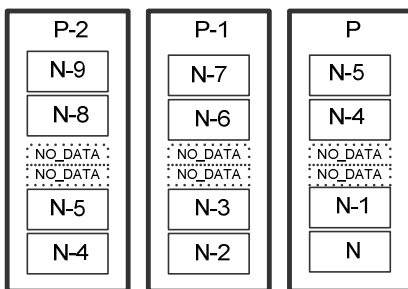 P-2
N-9
N-8
NO_DATA
NO_DATA
N-5
N-4
P-1
N-7
N-6
NO_DATA
NO_DATA
N-3
N-2
P
N-5
N-4
NO_DATA
NO_DATA
N-1
N